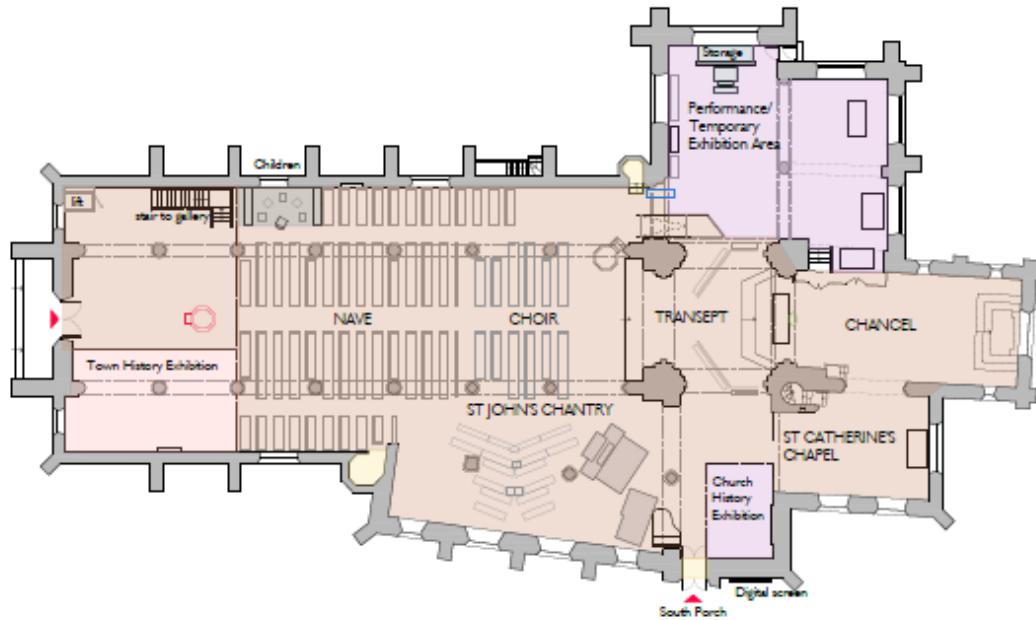 Storage
Performance/
Temporary
Exhibition Area
Children
lift
stair to gallery
NAVE
CHOIR
TRANSEPT
CHANCEL
Town History Exhibition
ST JOHN'S CHANTRY
ST CATHERINE'S
CHAPEL
Church
History
Exhibition
Digital screen
South Porch